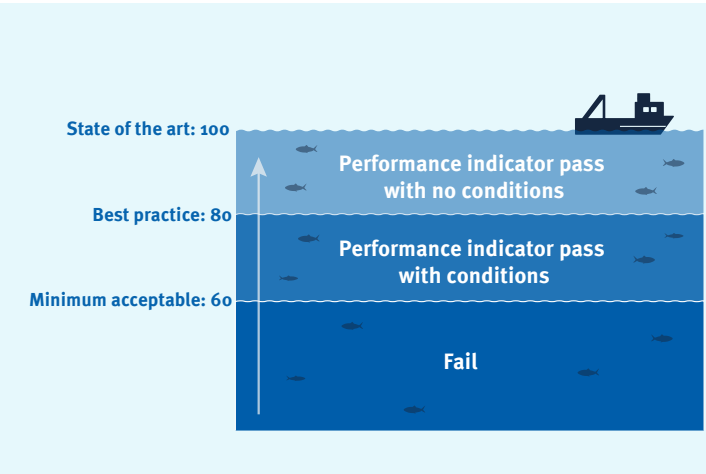 State of the art: 100
Performance indicator pass
with no conditions
Best practice: 80
Performance indicator pass
with conditions
Minimum acceptable: 60
Fail